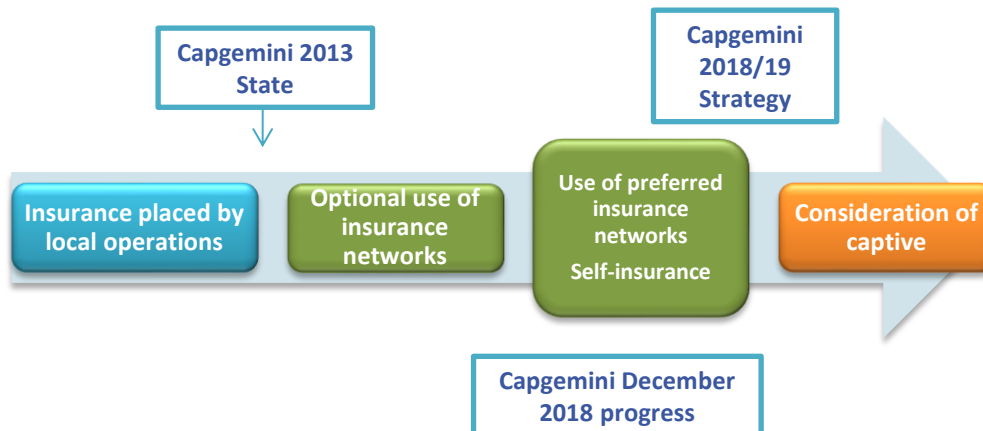 Capgemini 2013
State
Capgemini
2018/19
Strategy
Insurance placed by
local operations
Optional use of
insurance
networks
Use of preferred
insurance
networks
Self-insurance
Consideration of
captive
Capgemini December
2018 progress